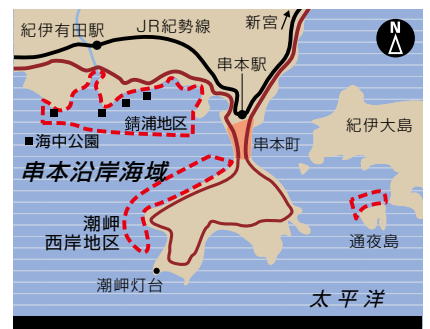 新宮
JR紀勢線
紀伊有田駅
N
串本駅
紀伊大島
錆浦地区
串本町
■海中公園
串本沿岸海域
潮岬
西岸地区
通夜島
潮岬灯台
太平洋